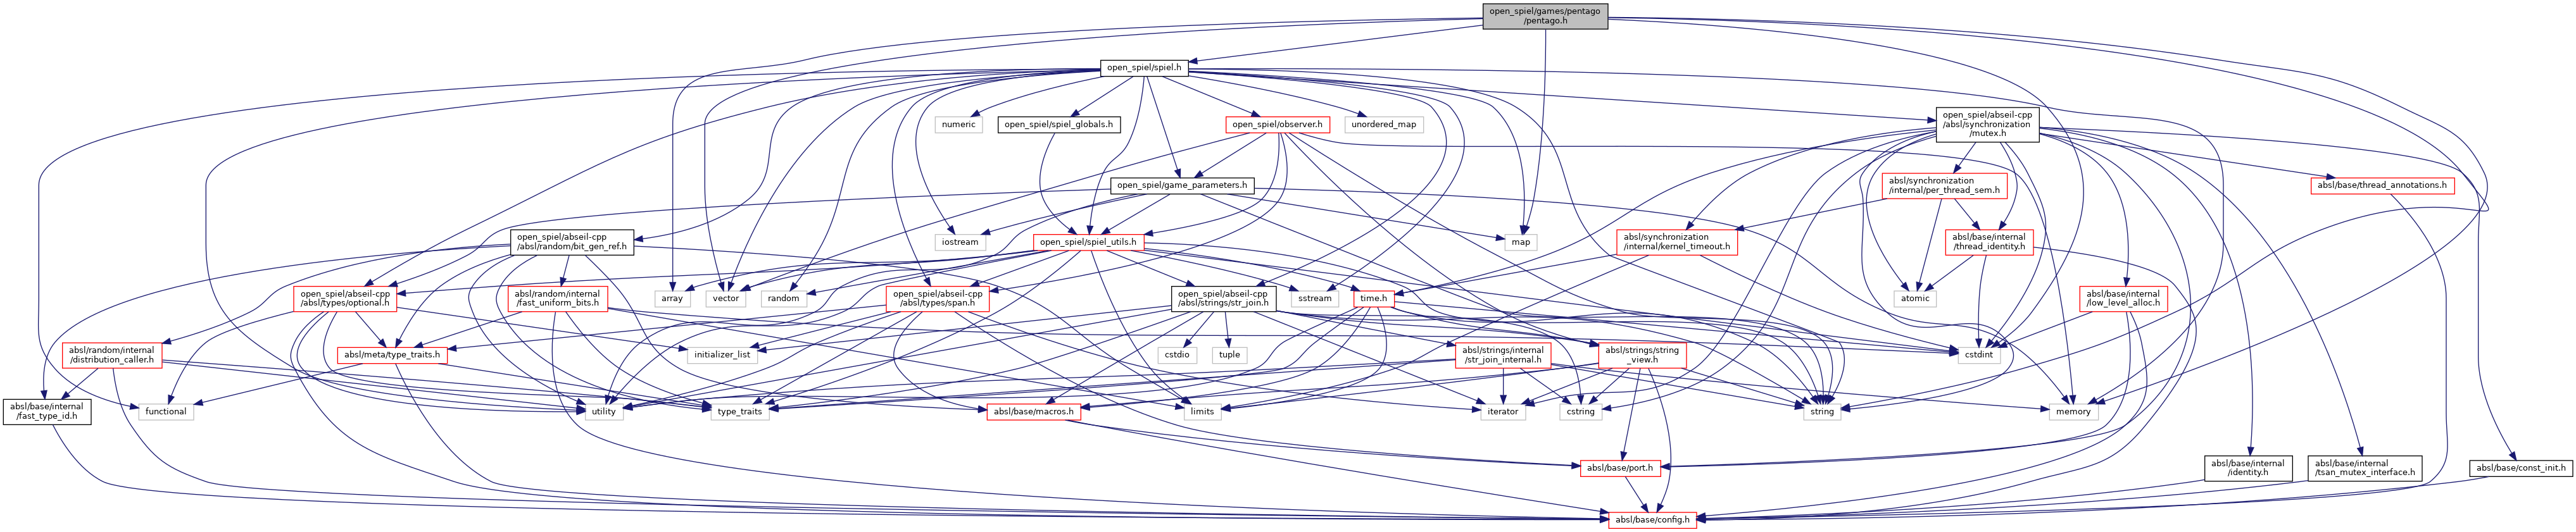 open_spiel/games/pentago
/pentago.h
open_spiel/spiel.h
numeric
open_spiel/spiel_globals.h
open_spiel/observer.h
unordered_map
open_spiel/abseil-cpp
/absl/synchronization
/mutex.h
open_spiel/game_parameters.h
absl/synchronization
/internal/per_thread_sem.h
absl/base/thread_annotations.h
open_spiel/abseil-cpp
/absl/random/bit_gen_ref.h
iostream
open_spiel/spiel_utils.h
map
absl/synchronization
/internal/kernel_timeout.h
absl/base/internal
/thread_identity.h
open_spiel/abseil-cpp
/absl/types/optional.h
absl/random/internal
/fast_uniform_bits.h
array
vector
random
open_spiel/abseil-cpp
/absl/types/span.h
open_spiel/abseil-cpp
/absl/strings/str_join.h
sstream
time.h
atomic
absl/base/internal
/low_level_alloc.h
absl/random/internal
/distribution_caller.h
absl/meta/type_traits.h
initializer_list
cstdio
tuple
absl/strings/internal
/str_join_internal.h
absl/strings/string
_view.h
cstdint
absl/base/internal
/fast_type_id.h
functional
utility
type_traits
absl/base/macros.h
limits
iterator
cstring
string
memory
absl/base/port.h
absl/base/internal
/identity.h
absl/base/internal
/tsan_mutex_interface.h
absl/base/const_init.h
absl/base/config.h